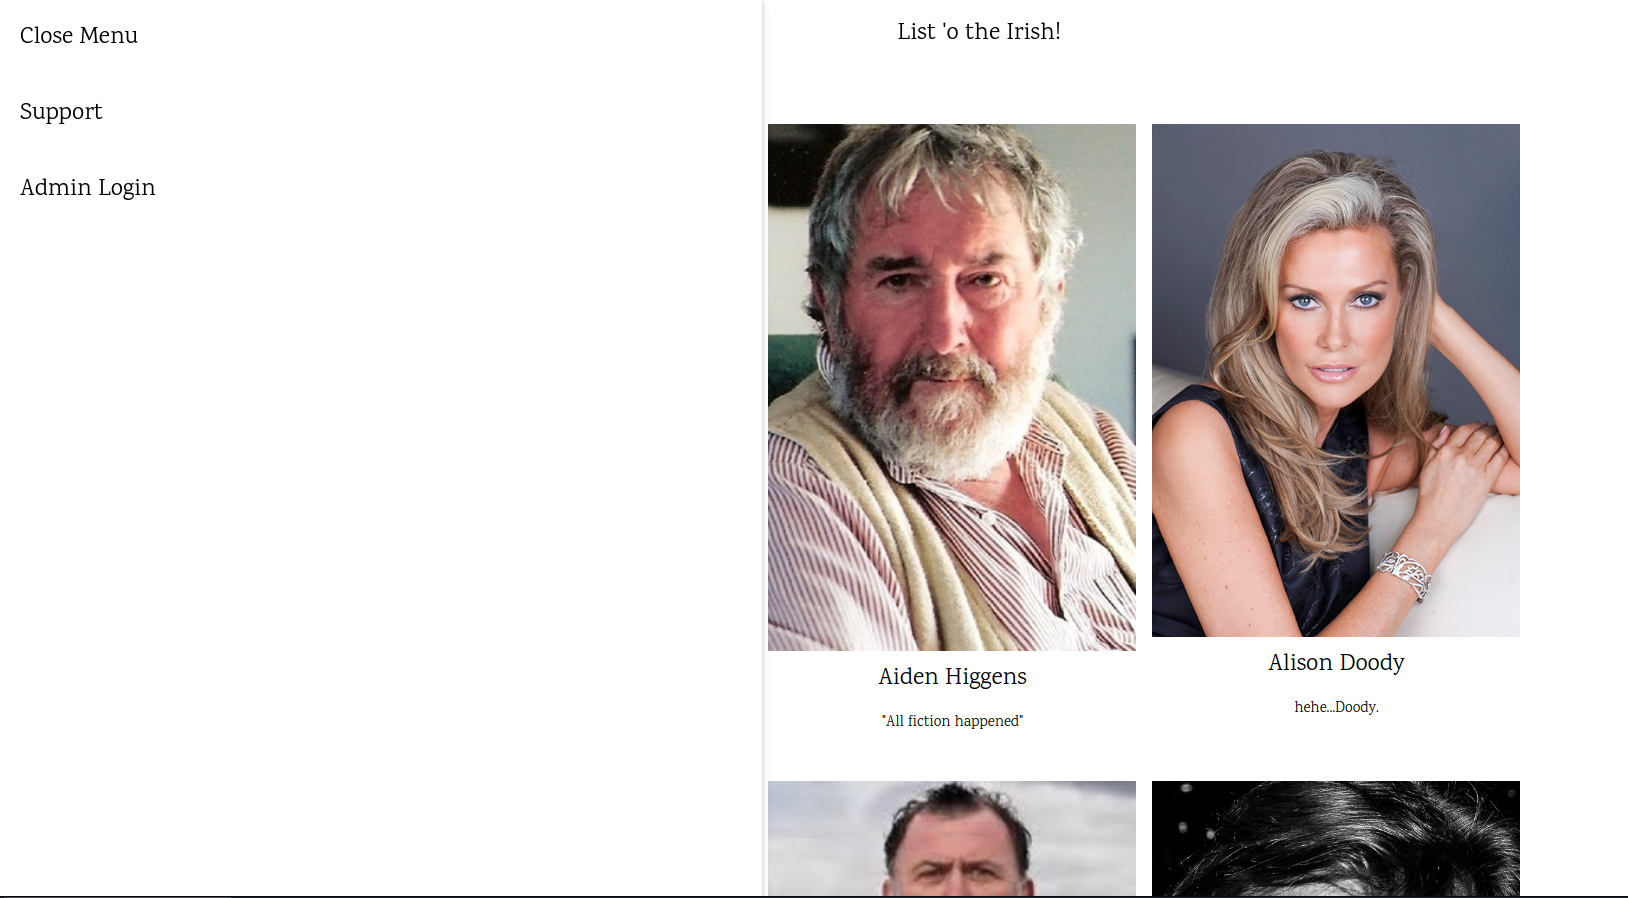 Close Menu
Support
Admin Login
List 'o the Irish!
Aiden Higgens
"All fiction happened"
Alison Doody
hehe...Doody.